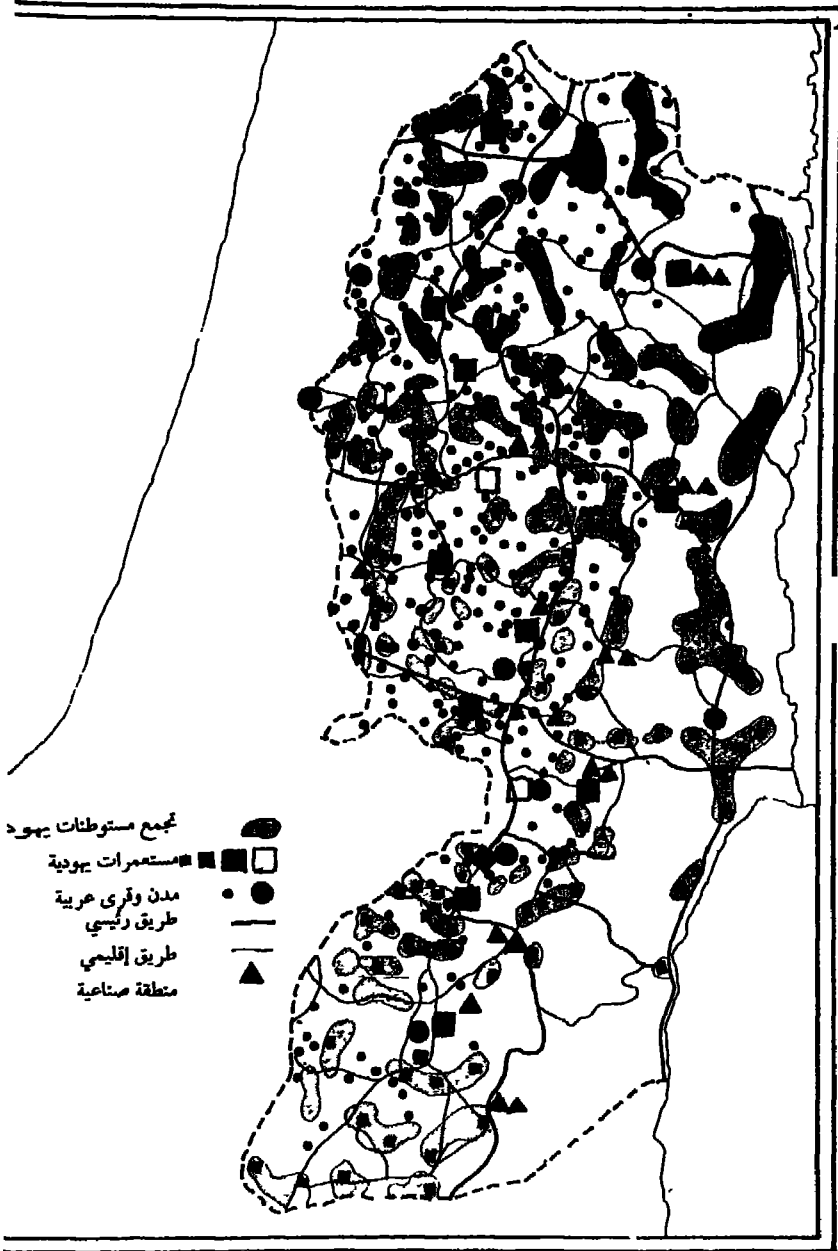 تجمع مستوطنات يهود
مستعمرات يهودية
مدن وقرى عربية
طريق رئيسي
طريق إقليمي
منطقة صناعية